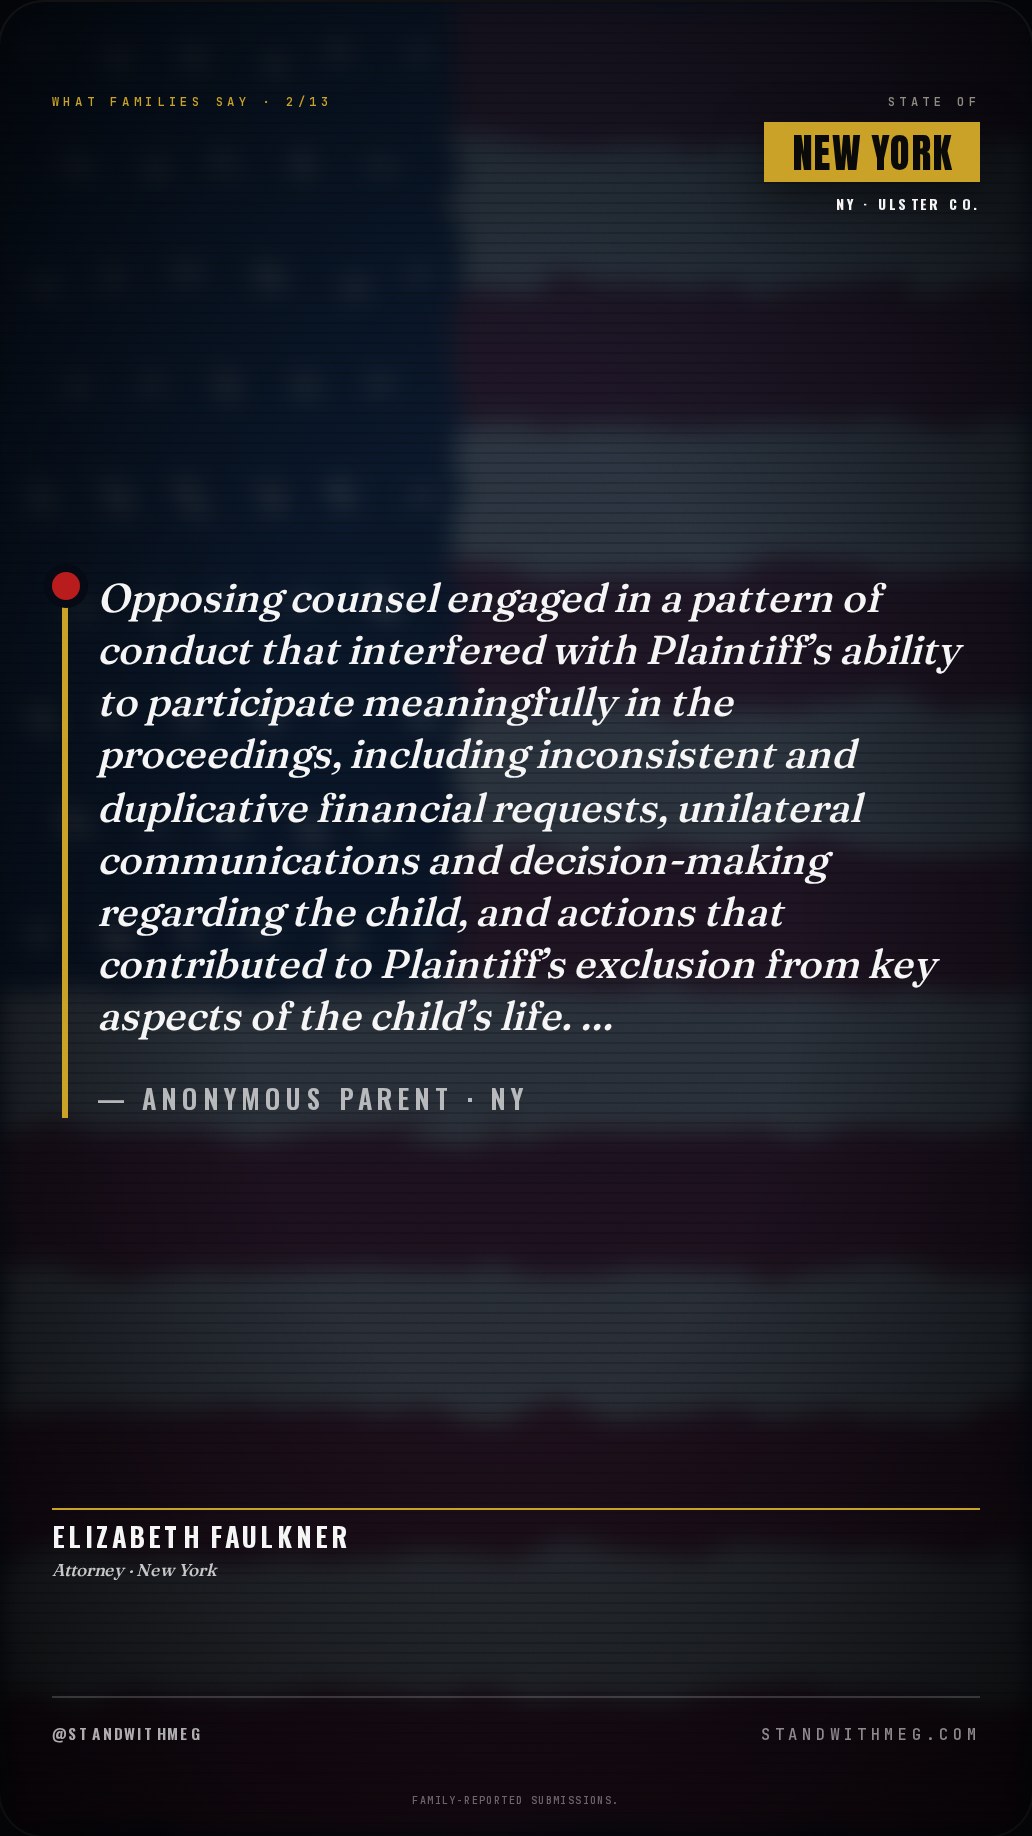 WHAT FAMILIES SAY · 2/13
STATE OF
NEW YORK
NY · ULSTER CO.
Opposing counsel engaged in a pattern of
conduct that interfered with Plaintiff’s ability
to participate meaningfully in the
proceedings, including inconsistent and
duplicative financial requests, unilateral
communications and decision-making
regarding the child, and actions that
contributed to Plaintiff’s exclusion from key
aspects of the child’s life. ...
— ANONYMOUS PARENT · NY
ELIZABETH FAULKNER
Attorney · New York
@STANDWITHMEG
STANDWITHMEG.COM
FAMILY-REPORTED SUBMISSIONS.